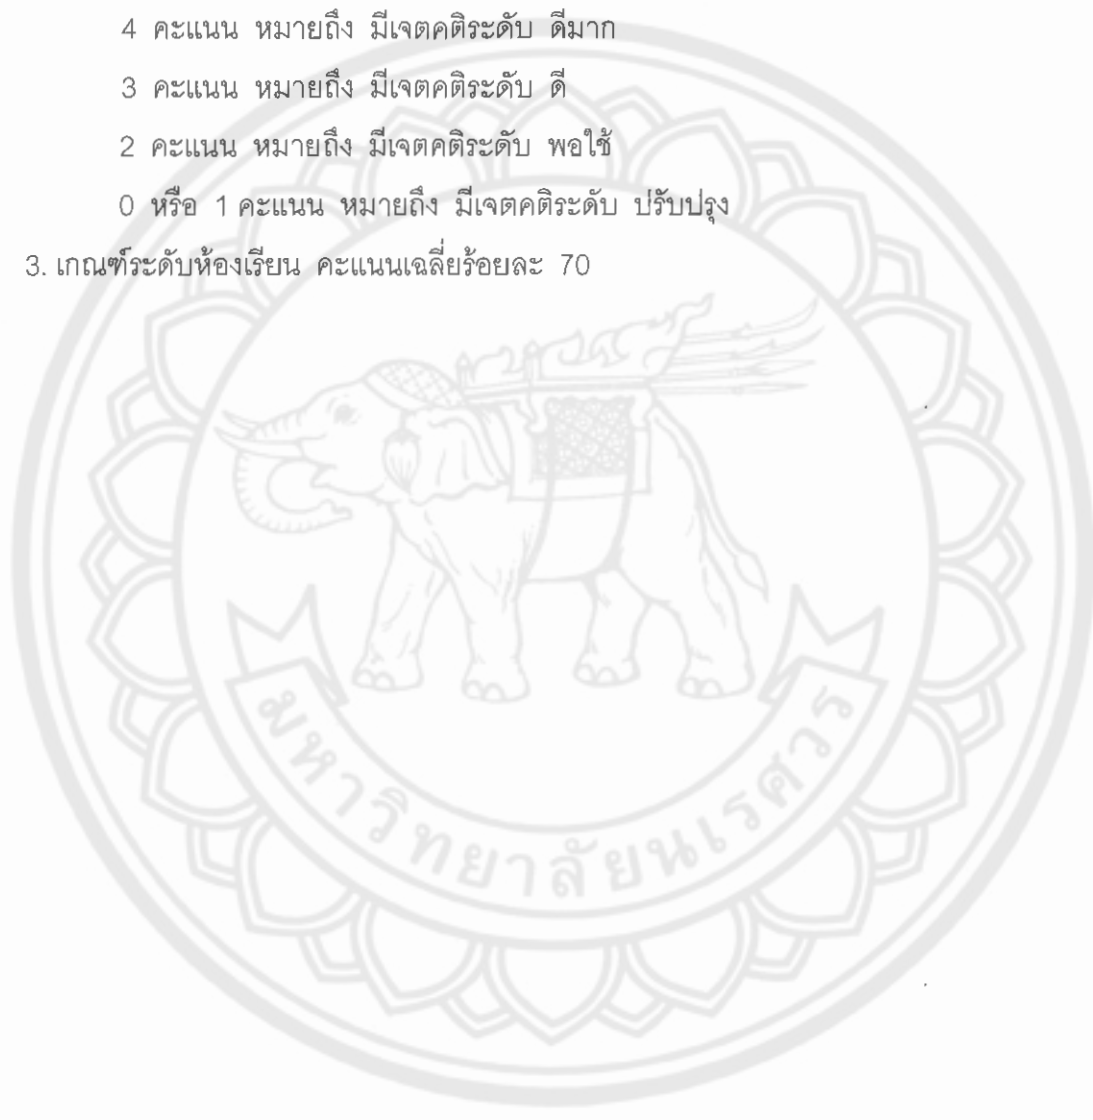 4 คะแนน หมายถึง มีเจตคติระดับ ดีมาก
3 คะแนน หมายถึง มีเจตคติระดับ ดี
2 คะแนน หมายถึง มีเจตคติระดับ พอใช้
0 หรือ 1 คะแนน หมายถึง มีเจตคติระดับ ปรับปรุง
3. เกณฑ์ระดับห้องเรียน คะแนนเฉลี่ยร้อยละ 70
มหาวิทยาลัยนเรศวร